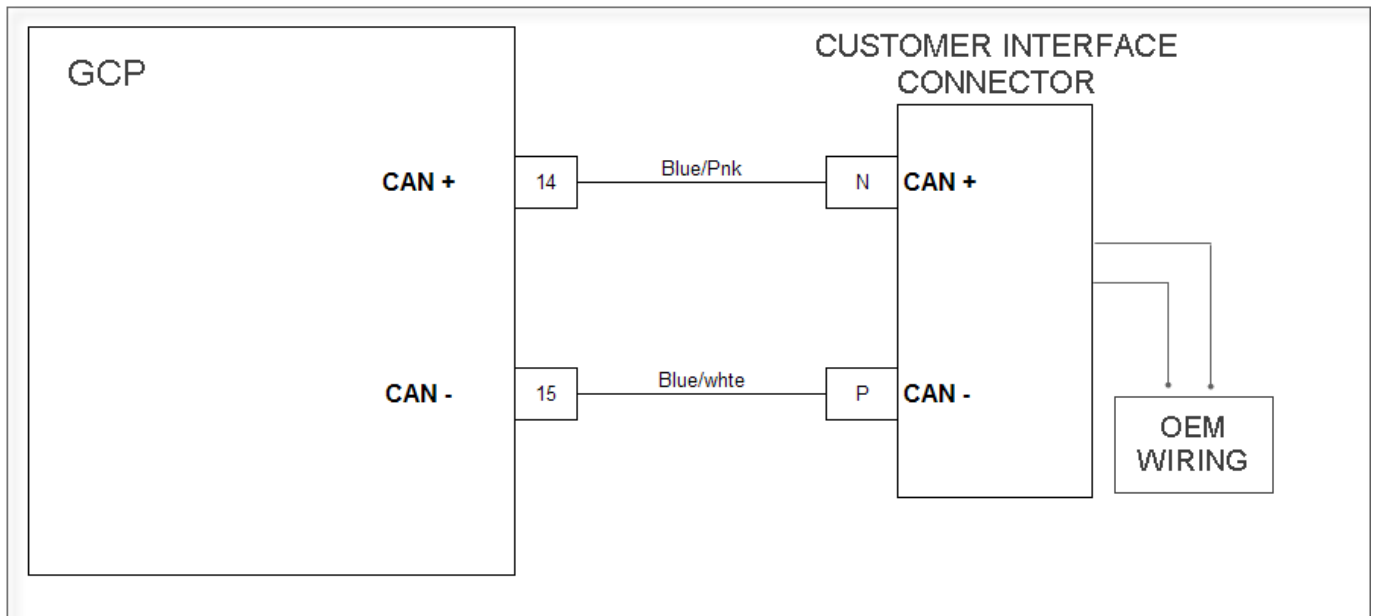 GCP
CUSTOMER INTERFACE
CONNECTOR
CAN +
14
Blue/Pnk
N
CAN +
CAN -
15
Blue/whte
P
CAN -
OEM
WIRING